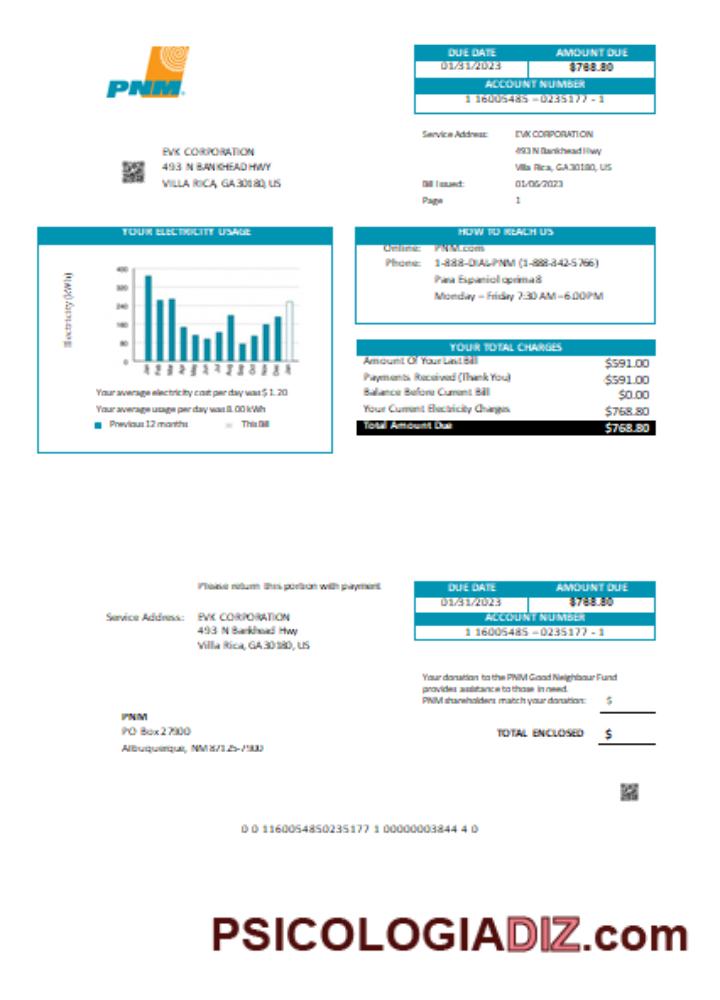 PNM
DUE DATE AMOUNT DUE
01/31/2023 $768.80
ACCOUNT NUMBER
1 16005485 – 0235177 - 1
Service Address: EVK CORPORATION
493 N Bankhead Hwy
Villa Rica, GA 30180, US
Bill Issued: 01/06/2023
Page 1
EVK CORPORATION
493 N BANKHEAD HWY
VILLA RICA, GA 30180, US
YOUR ELECTRICITY USAGE
Electricity (kWh)
400
320
240
160
80
0
Jan Feb Mar Apr May Jun Jul Aug Sep Oct Nov Dec Jan
Your average electricity cost per day was $ 1.20
Your average usage per day was 8.00 kWh
Previous 12 months This Bill
HOW TO REACH US
Online: PNM.com
Phone: 1-888-DIAL-PNM (1-888-342-5766)
Para Espaniol oprima 8
Monday – Friday 7:30 AM – 6:00PM
YOUR TOTAL CHARGES
Amount Of Your Last Bill $591.00
Payments Received (Thank You) -$591.00
Balance Before Current Bill $0.00
Your Current Electricity Charges $768.80
Total Amount Due $768.80
Please return this portion with payment
DUE DATE AMOUNT DUE
01/31/2023 $768.80
ACCOUNT NUMBER
1 16005485 – 0235177 - 1
Service Address: EVK CORPORATION
493 N Bankhead Hwy
Villa Rica, GA 30180, US
Your donation to the PNM Good Neighbour Fund
provides assistance to those in need.
PNM shareholders match your donation: $
TOTAL ENCLOSED $
PNM
PO Box 27900
Albuquerque, NM 87125-7900
0 0 1160054850235177 1 00000003844 4 0
PSICOLOGIADIZ.com